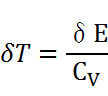 δT = δ E / C_V